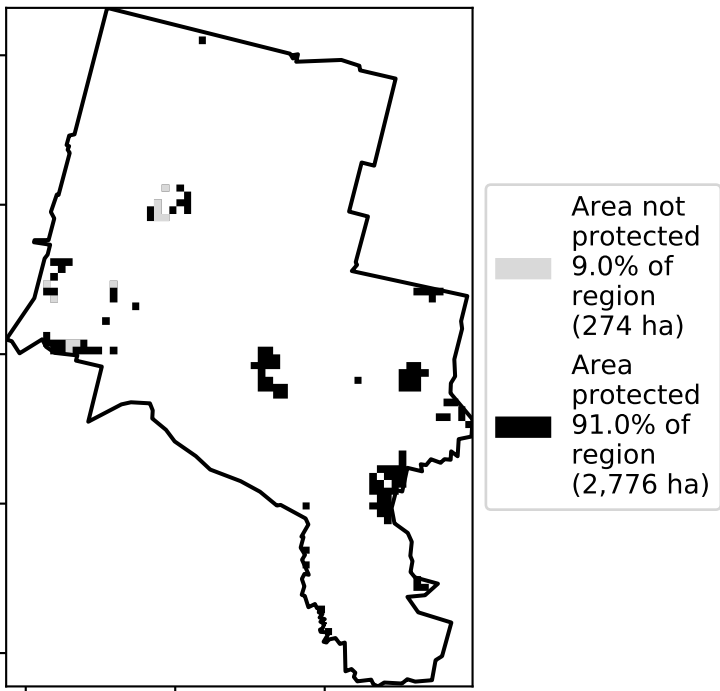 Area not
protected
9.0% of
region
(274 ha)
Area
protected
91.0% of
region
(2,776 ha)